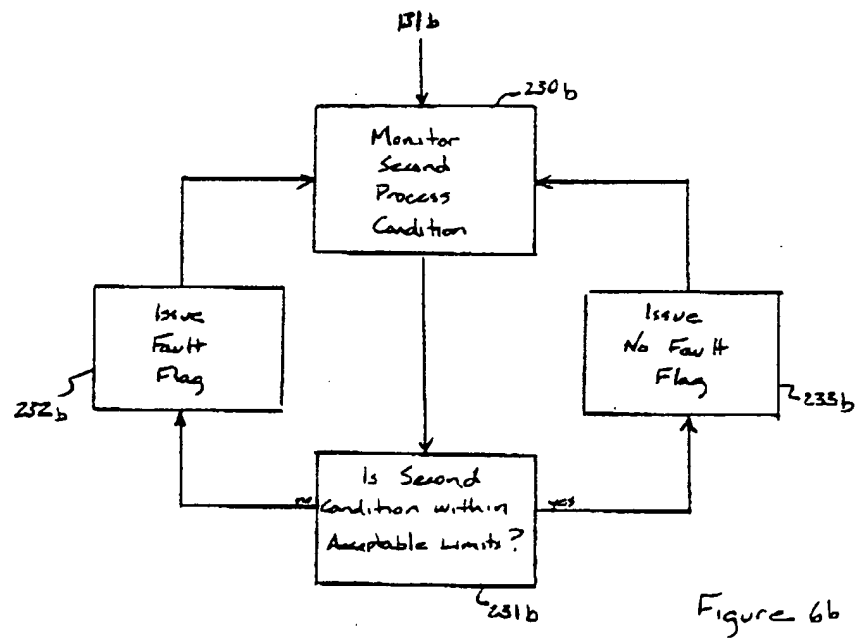 131b
230b
Monitor
Second
Process
Condition
Issue
Fault
Flag
232b
Issue
No Fault
Flag
233b
Is Second
no
Condition within
yes
Acceptable Limits?
231b
Figure 6b